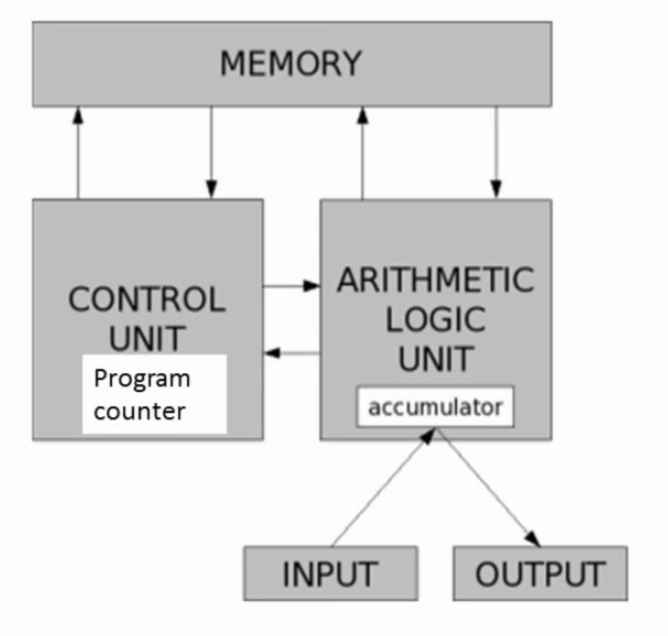 MEMORY
CONTROL
UNIT
Program
counter
ARITHMETIC
LOGIC
UNIT
accumulator
INPUT
OUTPUT